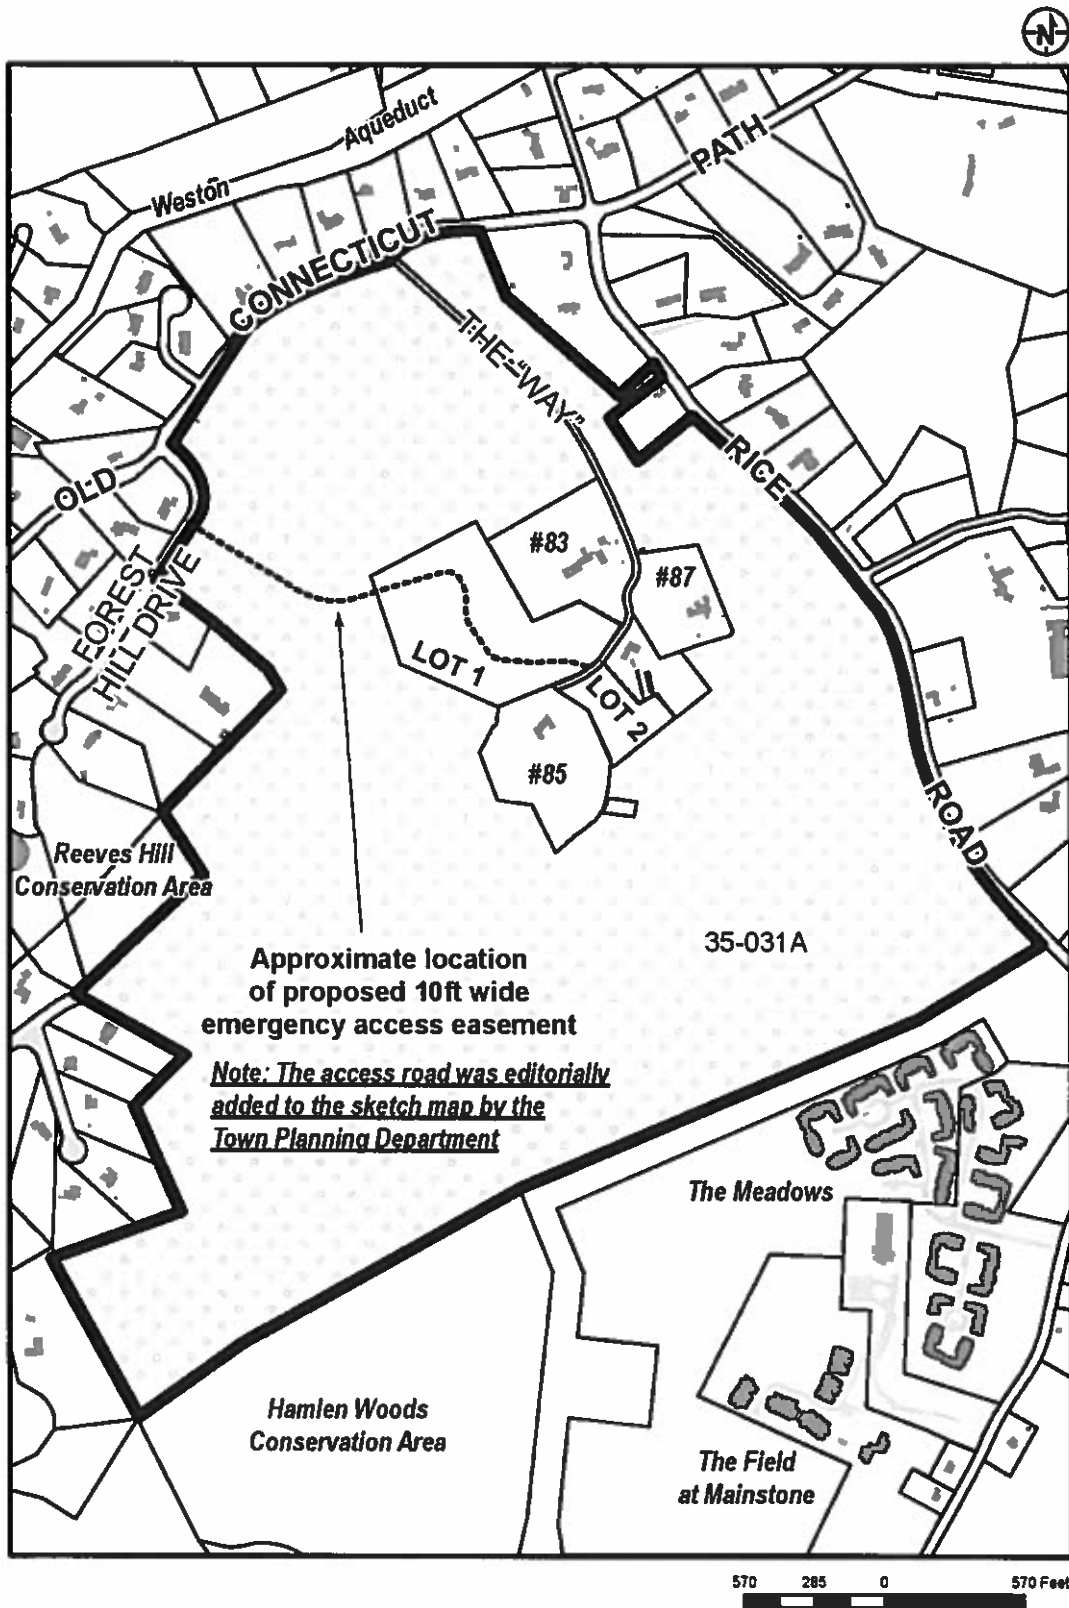 N
Weston Aqueduct
OLD CONNECTICUT PATH
THE "WAY"
RICE ROAD
FOREST
HILL DRIVE
#83
#87
LOT 1
LOT 2
#85
Reeves Hill
Conservation Area
35-031A
Approximate location
of proposed 10ft wide
emergency access easement
Note: The access road was editorially
added to the sketch map by the
Town Planning Department
The Meadows
Hamlen Woods
Conservation Area
The Field
at Mainstone
570 285 0 570 Feet